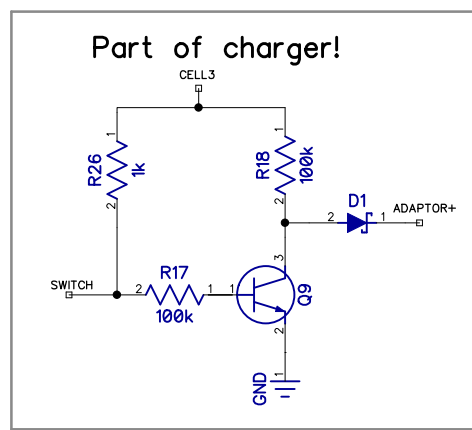 Part of charger!
CELL3
R26
1k
1
2
R18
100k
1
2
D1
2
1
ADAPTOR+
SWITCH
R17
100k
2
1
1
3
Q9
2
GND
1